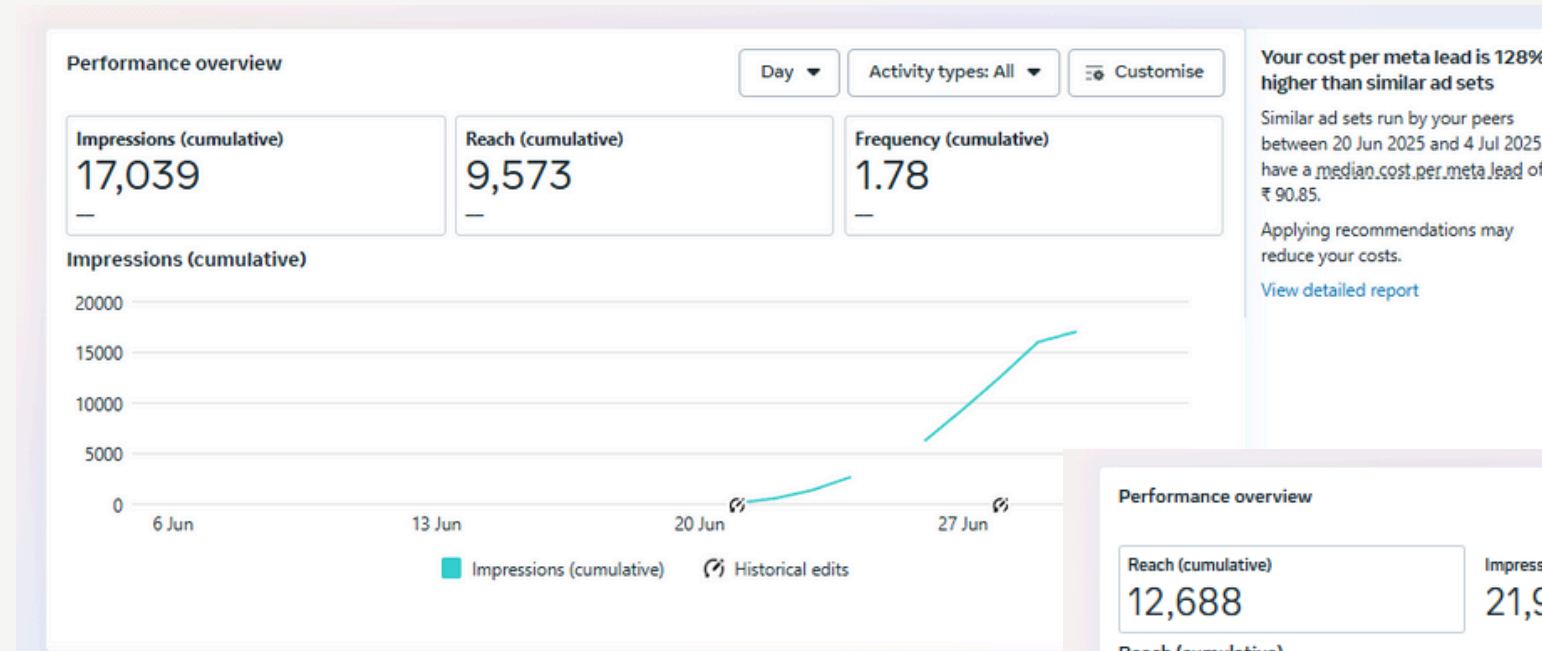 Performance overview
Day
Activity types: All
Customise
Impressions (cumulative)
17,039
—
Reach (cumulative)
9,573
—
Frequency (cumulative)
1.78
—
Impressions (cumulative)
20000
15000
10000
5000
0
6 Jun
13 Jun
20 Jun
27 Jun
Impressions (cumulative)
Historical edits
Your cost per meta lead is 128%
higher than similar ad sets
Similar ad sets run by your peers
between 20 Jun 2025 and 4 Jul 2025
have a median cost per meta lead of
₹ 90.85.
Applying recommendations may
reduce your costs.
View detailed report
Performance overview
Reach (cumulative)
12,688
Reach (cumulative)